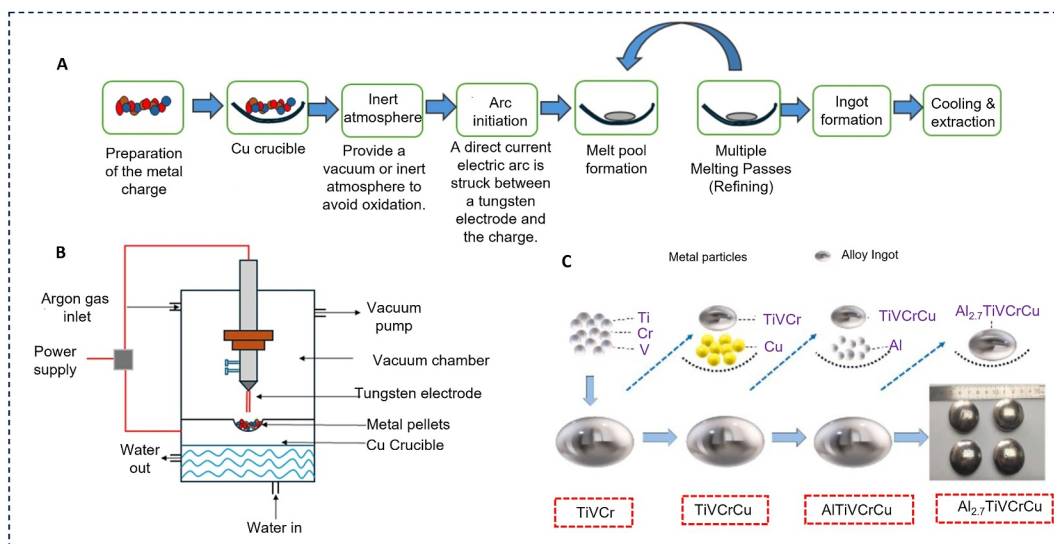 A
Preparation
of the metal
charge
Cu crucible
Inert
atmosphere
Provide a
vacuum or inert
atmosphere to
avoid oxidation.
Arc
initiation
A direct current
electric arc is
struck between
a tungsten
electrode and
the charge.
Melt pool
formation
Multiple
Melting Passes
(Refining)
Ingot
formation
Cooling &
extraction
B
Argon gas
inlet
Power
supply
Water
out
Water in
Vacuum
pump
Vacuum chamber
Tungsten electrode
Metal pellets
Cu Crucible
C
Metal particles
Alloy Ingot
Ti
Cr
V
TiVCr
Cu
TiVCrCu
Al
Al₂.₇TiVCrCu
TiVCr
TiVCrCu
AlTiVCrCu
Al₂.₇TiVCrCu